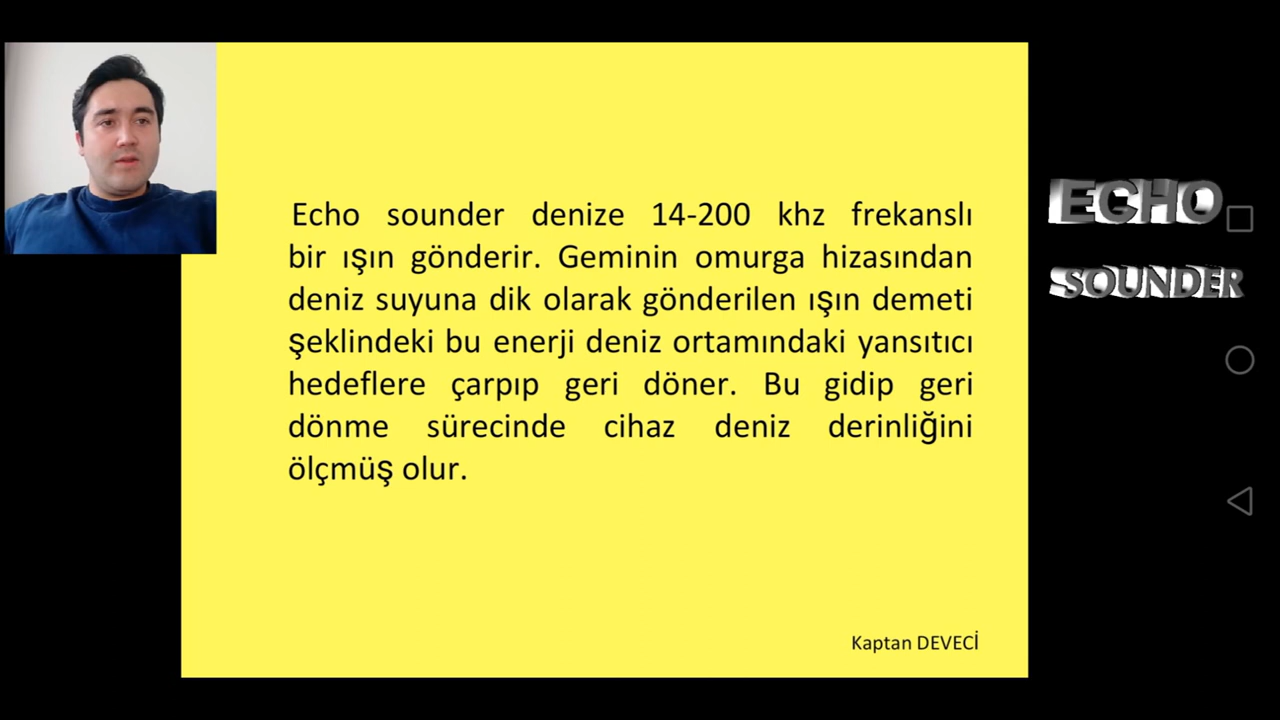 Echo sounder denize 14-200 khz frekanslı
bir ışın gönderir. Geminin omurga hizasından
deniz suyuna dik olarak gönderilen ışın demeti
şeklindeki bu enerji deniz ortamındaki yansıtıcı
hedeflere çarpıp geri döner. Bu gidip geri
dönme sürecinde cihaz deniz derinliğini
ölçmüş olur.
Kaptan DEVECİ
ECHO
SOUNDER